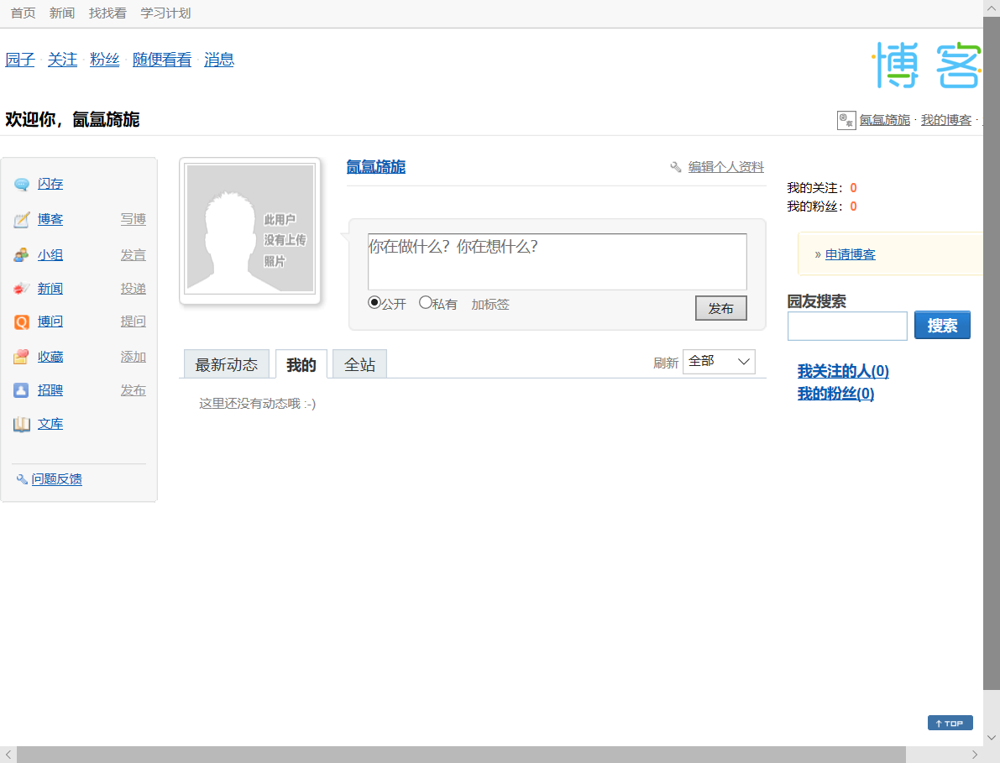 首页 新闻 找找看 学习计划
园子 · 关注 · 粉丝 · 随便看看 · 消息
博客
欢迎你，氤氲旖旎
氤氲旖旎 · 我的博客 ·
闪存
博客 写博
小组 发言
新闻 投递
博问 提问
收藏 添加
招聘 发布
文库
问题反馈
此用户
没有上传
照片
氤氲旖旎 编辑个人资料
你在做什么？你在想什么？
公开 私有 加标签 发布
最新动态 我的 全站 刷新 全部
这里还没有动态哦 :-)
我的关注：0
我的粉丝：0
» 申请博客
园友搜索
搜索
我关注的人(0)
我的粉丝(0)
↑ TOP